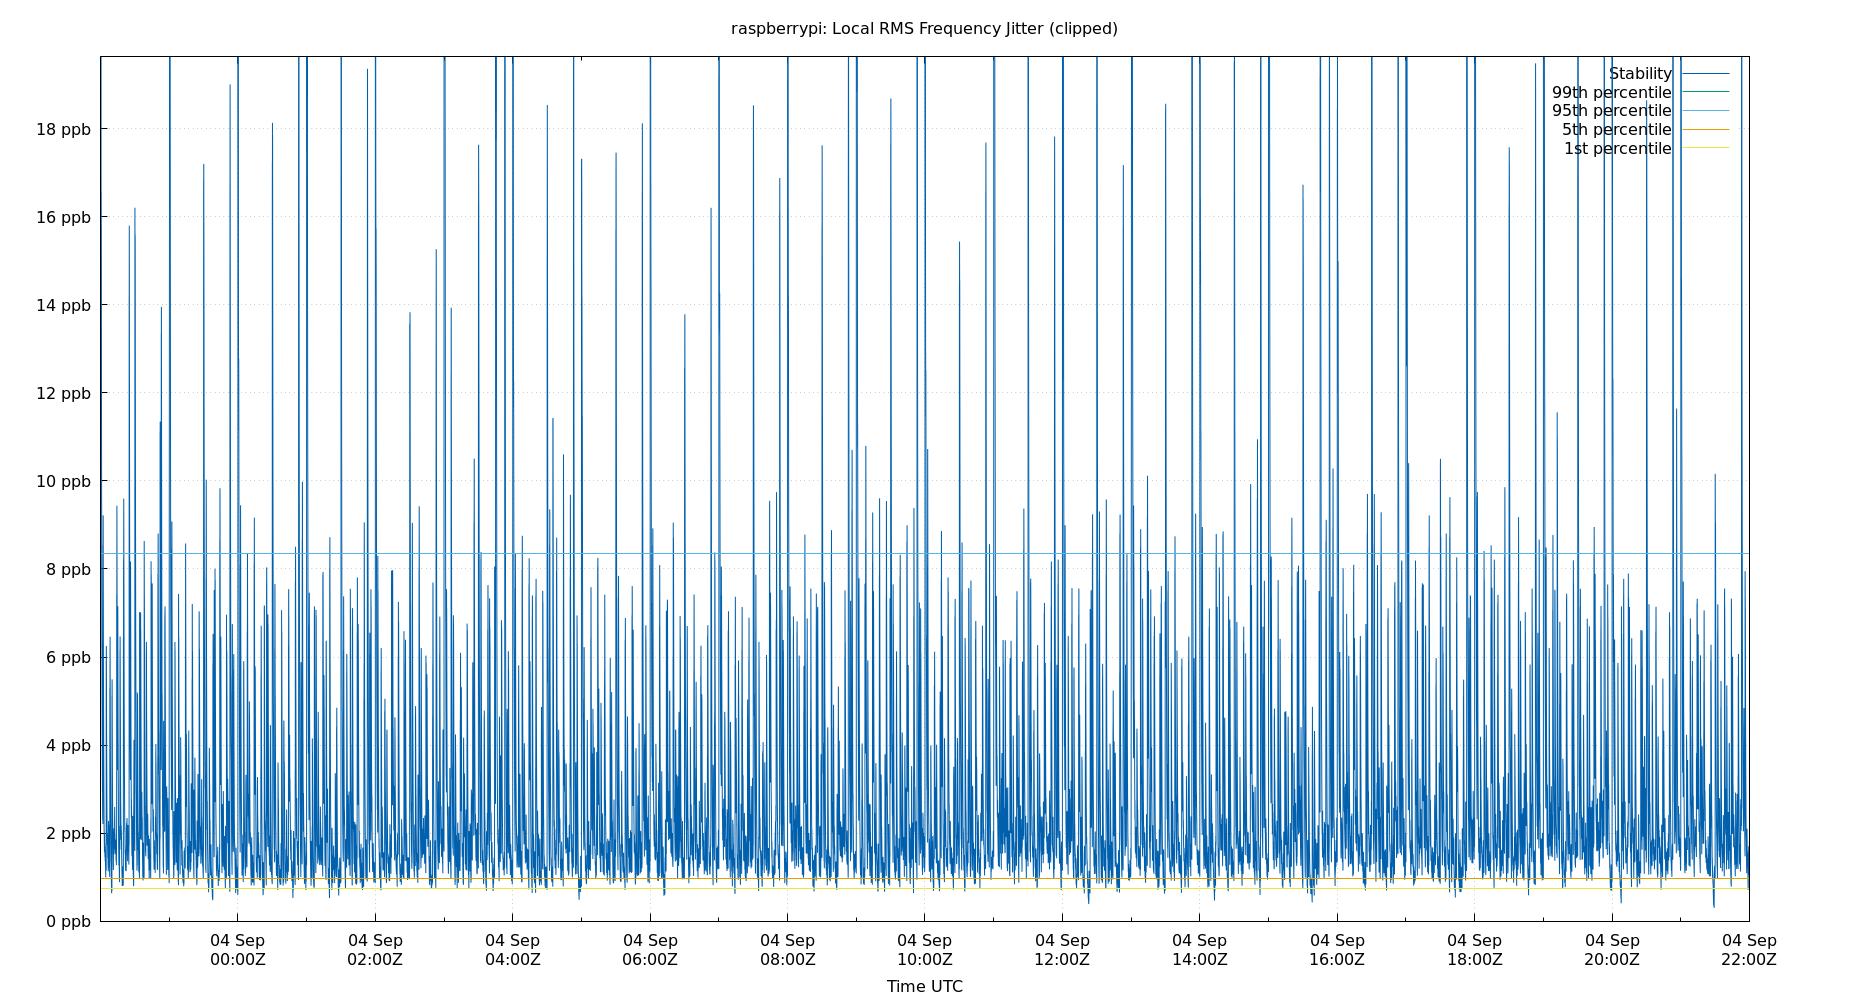 raspberrypi: Local RMS Frequency Jitter (clipped)
Stability
99th percentile
95th percentile
5th percentile
1st percentile
18 ppb
16 ppb
14 ppb
12 ppb
10 ppb
8 ppb
6 ppb
4 ppb
2 ppb
0 ppb
04 Sep 04 Sep 04 Sep 04 Sep 04 Sep 04 Sep 04 Sep 04 Sep 04 Sep 04 Sep 04 Sep 04 Sep
00:00Z 02:00Z 04:00Z 06:00Z 08:00Z 10:00Z 12:00Z 14:00Z 16:00Z 18:00Z 20:00Z 22:00Z
Time UTC